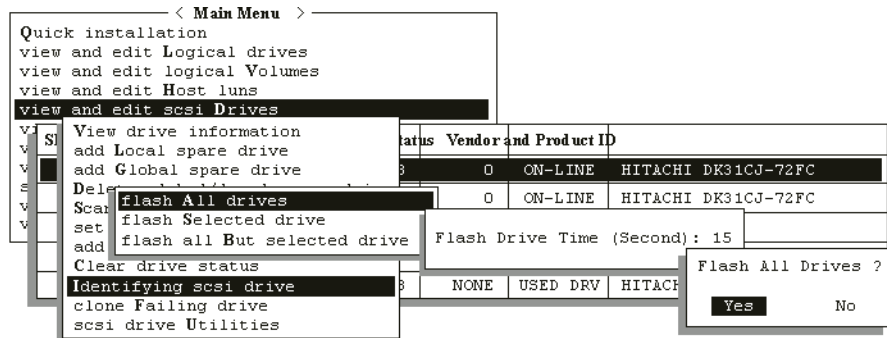 < Main Menu >
Quick installation
view and edit Logical drives
view and edit logical Volumes
view and edit Host luns
view and edit scsi Drives
View drive information
add Local spare drive
add Global spare drive
flash All drives
flash Selected drive
flash all But selected drive
set
add
Clear drive status
Identifying scsi drive
clone Failing drive
scsi drive Utilities
Vendor and Product ID
0 ON-LINE HITACHI DK31CJ-72FC
0 ON-LINE HITACHI DK31CJ-72FC
NONE USED DRV
Flash Drive Time (Second): 15
Flash All Drives ?
Yes No